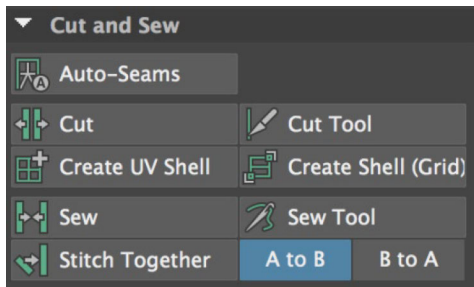 Cut and Sew
Auto-Seams
Cut Cut Tool
Create UV Shell Create Shell (Grid)
Sew Sew Tool
Stitch Together A to B B to A